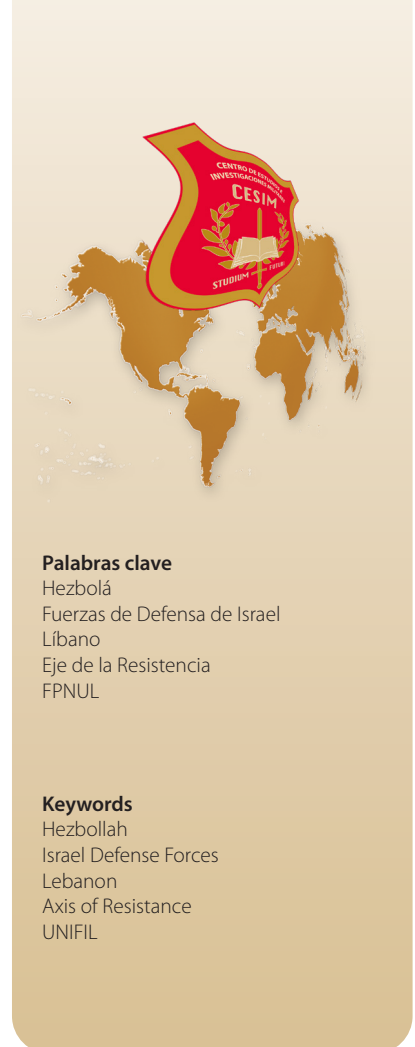 CENTRO DE ESTUDIOS E
INVESTIGACIONES MILITARES
CESIM
STUDIUM FUTURI
Palabras clave
Hezbolá
Fuerzas de Defensa de Israel
Líbano
Eje de la Resistencia
FPNUL
Keywords
Hezbollah
Israel Defense Forces
Lebanon
Axis of Resistance
UNIFIL